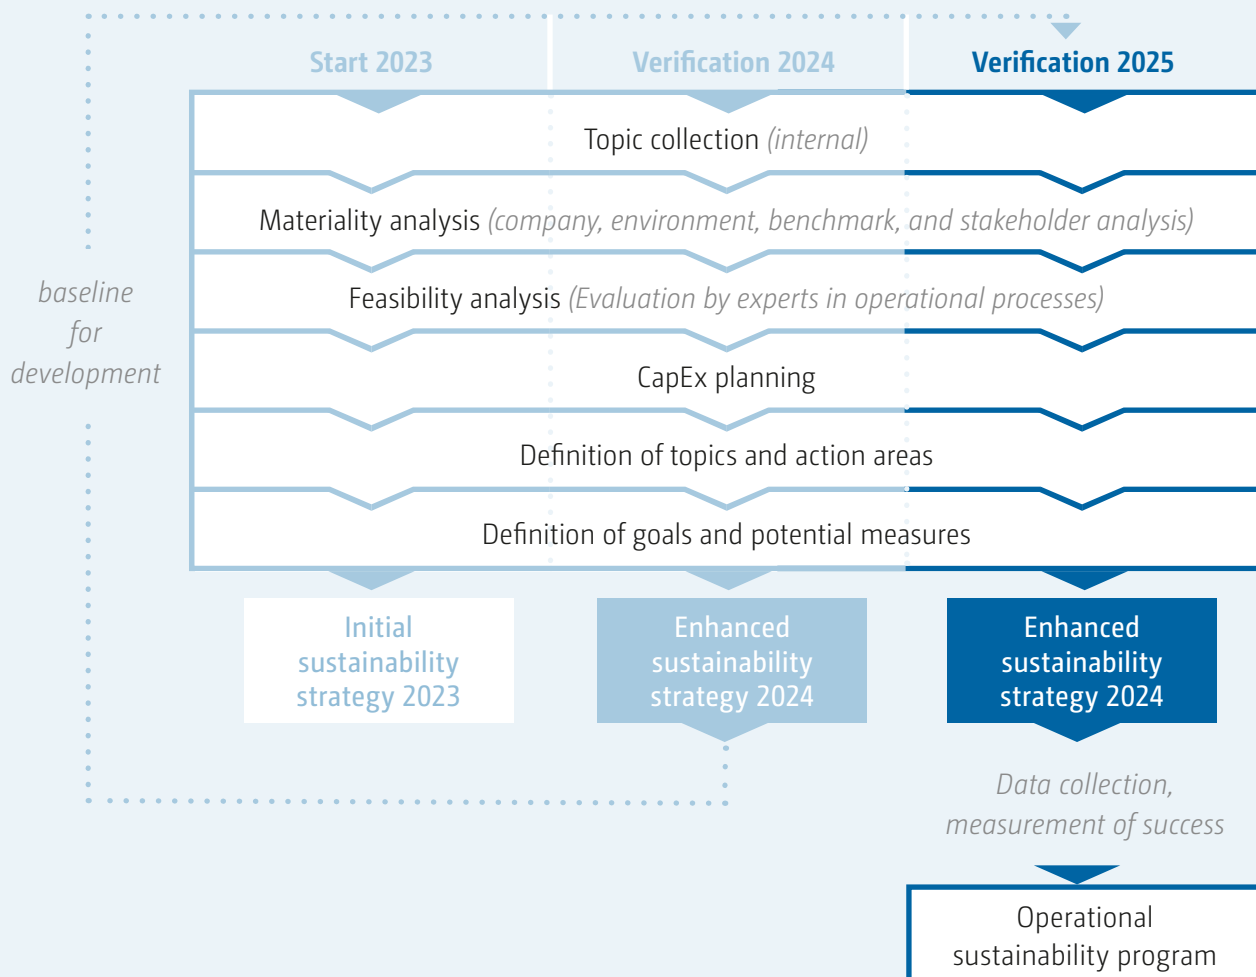 Start 2023
Verification 2024
Verification 2025
Topic collection (internal)
Materiality analysis (company, environment, benchmark, and stakeholder analysis)
Feasibility analysis (Evaluation by experts in operational processes)
CapEx planning
Definition of topics and action areas
Definition of goals and potential measures
baseline
for
development
Initial
sustainability
strategy 2023
Enhanced
sustainability
strategy 2024
Enhanced
sustainability
strategy 2024
Data collection,
measurement of success
Operational
sustainability program